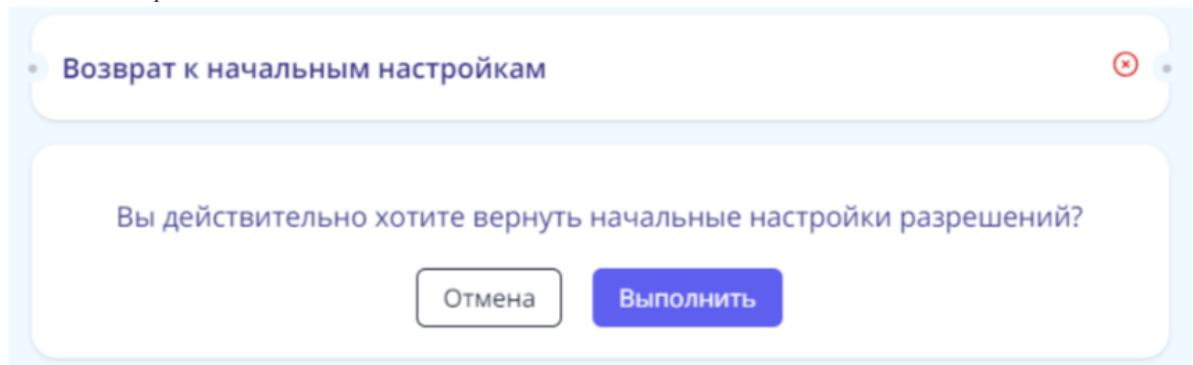 Возврат к начальным настройкам
Вы действительно хотите вернуть начальные настройки разрешений?
Отмена
Выполнить